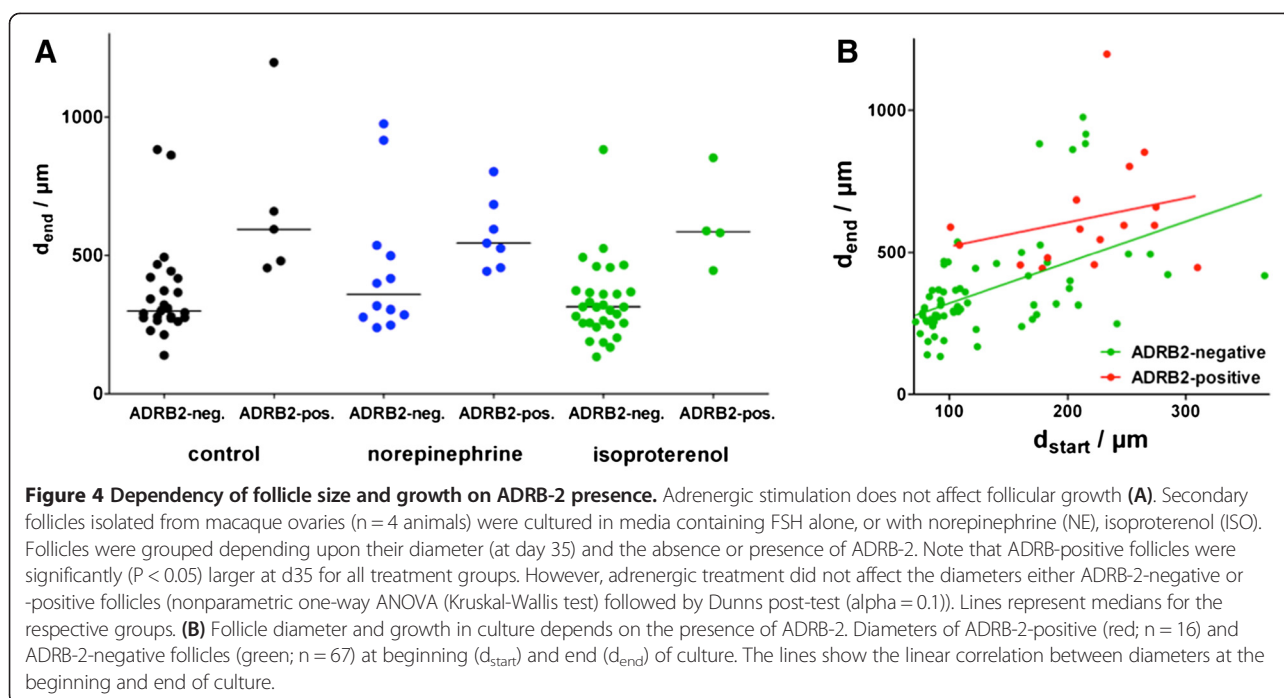 A
B
1000
500
0
d_end / µm
ADRB2-neg. ADRB2-pos. ADRB2-neg. ADRB2-pos. ADRB2-neg. ADRB2-pos.
control norepinephrine isoproterenol
1000
500
0
d_end / µm
ADRB2-negative
ADRB2-positive
100 200 300
d_start / µm
Figure 4 Dependency of follicle size and growth on ADRB-2 presence. Adrenergic stimulation does not affect follicular growth (A). Secondary
follicles isolated from macaque ovaries (n = 4 animals) were cultured in media containing FSH alone, or with norepinephrine (NE), isoproterenol (ISO).
Follicles were grouped depending upon their diameter (at day 35) and the absence or presence of ADRB-2. Note that ADRB-positive follicles were
significantly (P < 0.05) larger at d35 for all treatment groups. However, adrenergic treatment did not affect the diameters either ADRB-2-negative or
-positive follicles (nonparametric one-way ANOVA (Kruskal-Wallis test) followed by Dunns post-test (alpha = 0.1)). Lines represent medians for the
respective groups. (B) Follicle diameter and growth in culture depends on the presence of ADRB-2. Diameters of ADRB-2-positive (red; n = 16) and
ADRB-2-negative follicles (green; n = 67) at beginning (d_start) and end (d_end) of culture. The lines show the linear correlation between diameters at the
beginning and end of culture.